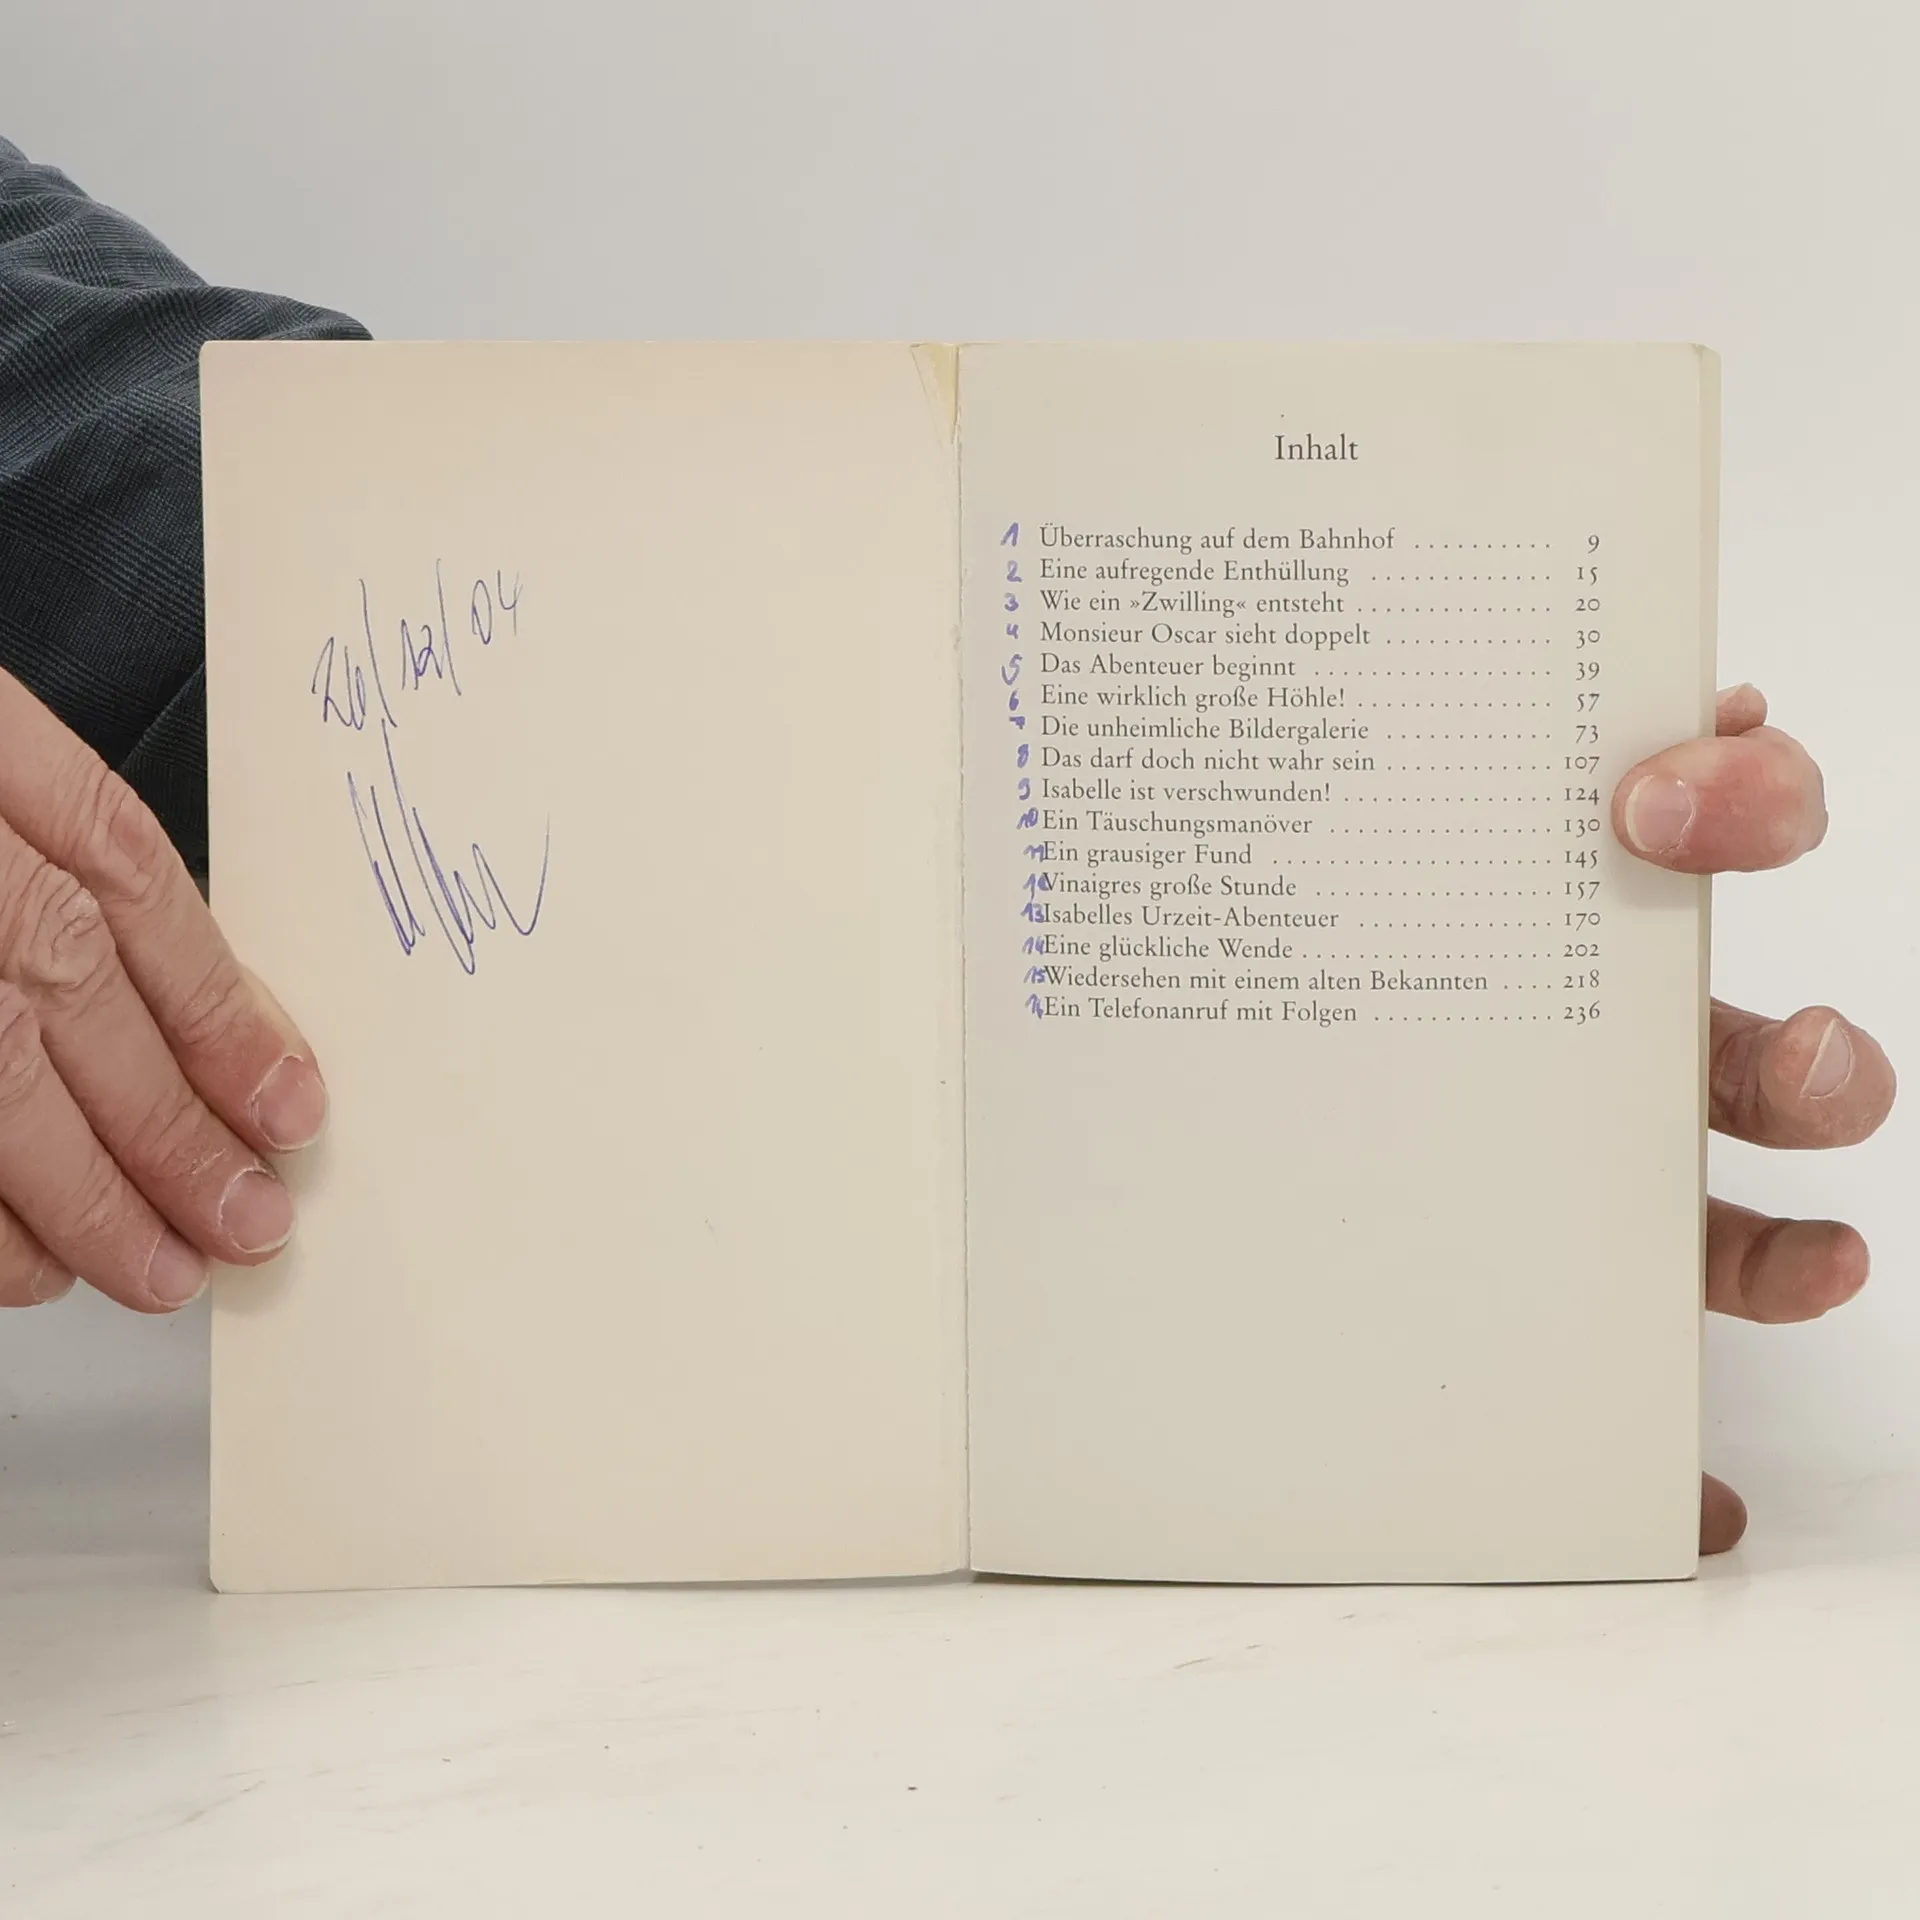 26/12/04
Inhalt
1 Überraschung auf dem Bahnhof .......... 9
2 Eine aufregende Enthüllung ............. 15
3 Wie ein »Zwilling« entsteht .............. 20
4 Monsieur Oscar sieht doppelt ............ 30
5 Das Abenteuer beginnt ................. 39
6 Eine wirklich große Höhle! .............. 57
7 Die unheimliche Bildergalerie ............ 73
8 Das darf doch nicht wahr sein ............ 107
9 Isabelle ist verschwunden! ............... 124
10 Ein Täuschungsmanöver ................ 130
11 Ein grausiger Fund .................... 145
12 Vinaigres große Stunde ................. 157
13 Isabelles Urzeit-Abenteuer .............. 170
14 Eine glückliche Wende .................. 202
15 Wiedersehen mit einem alten Bekannten .... 218
16 Ein Telefonanruf mit Folgen ............. 236